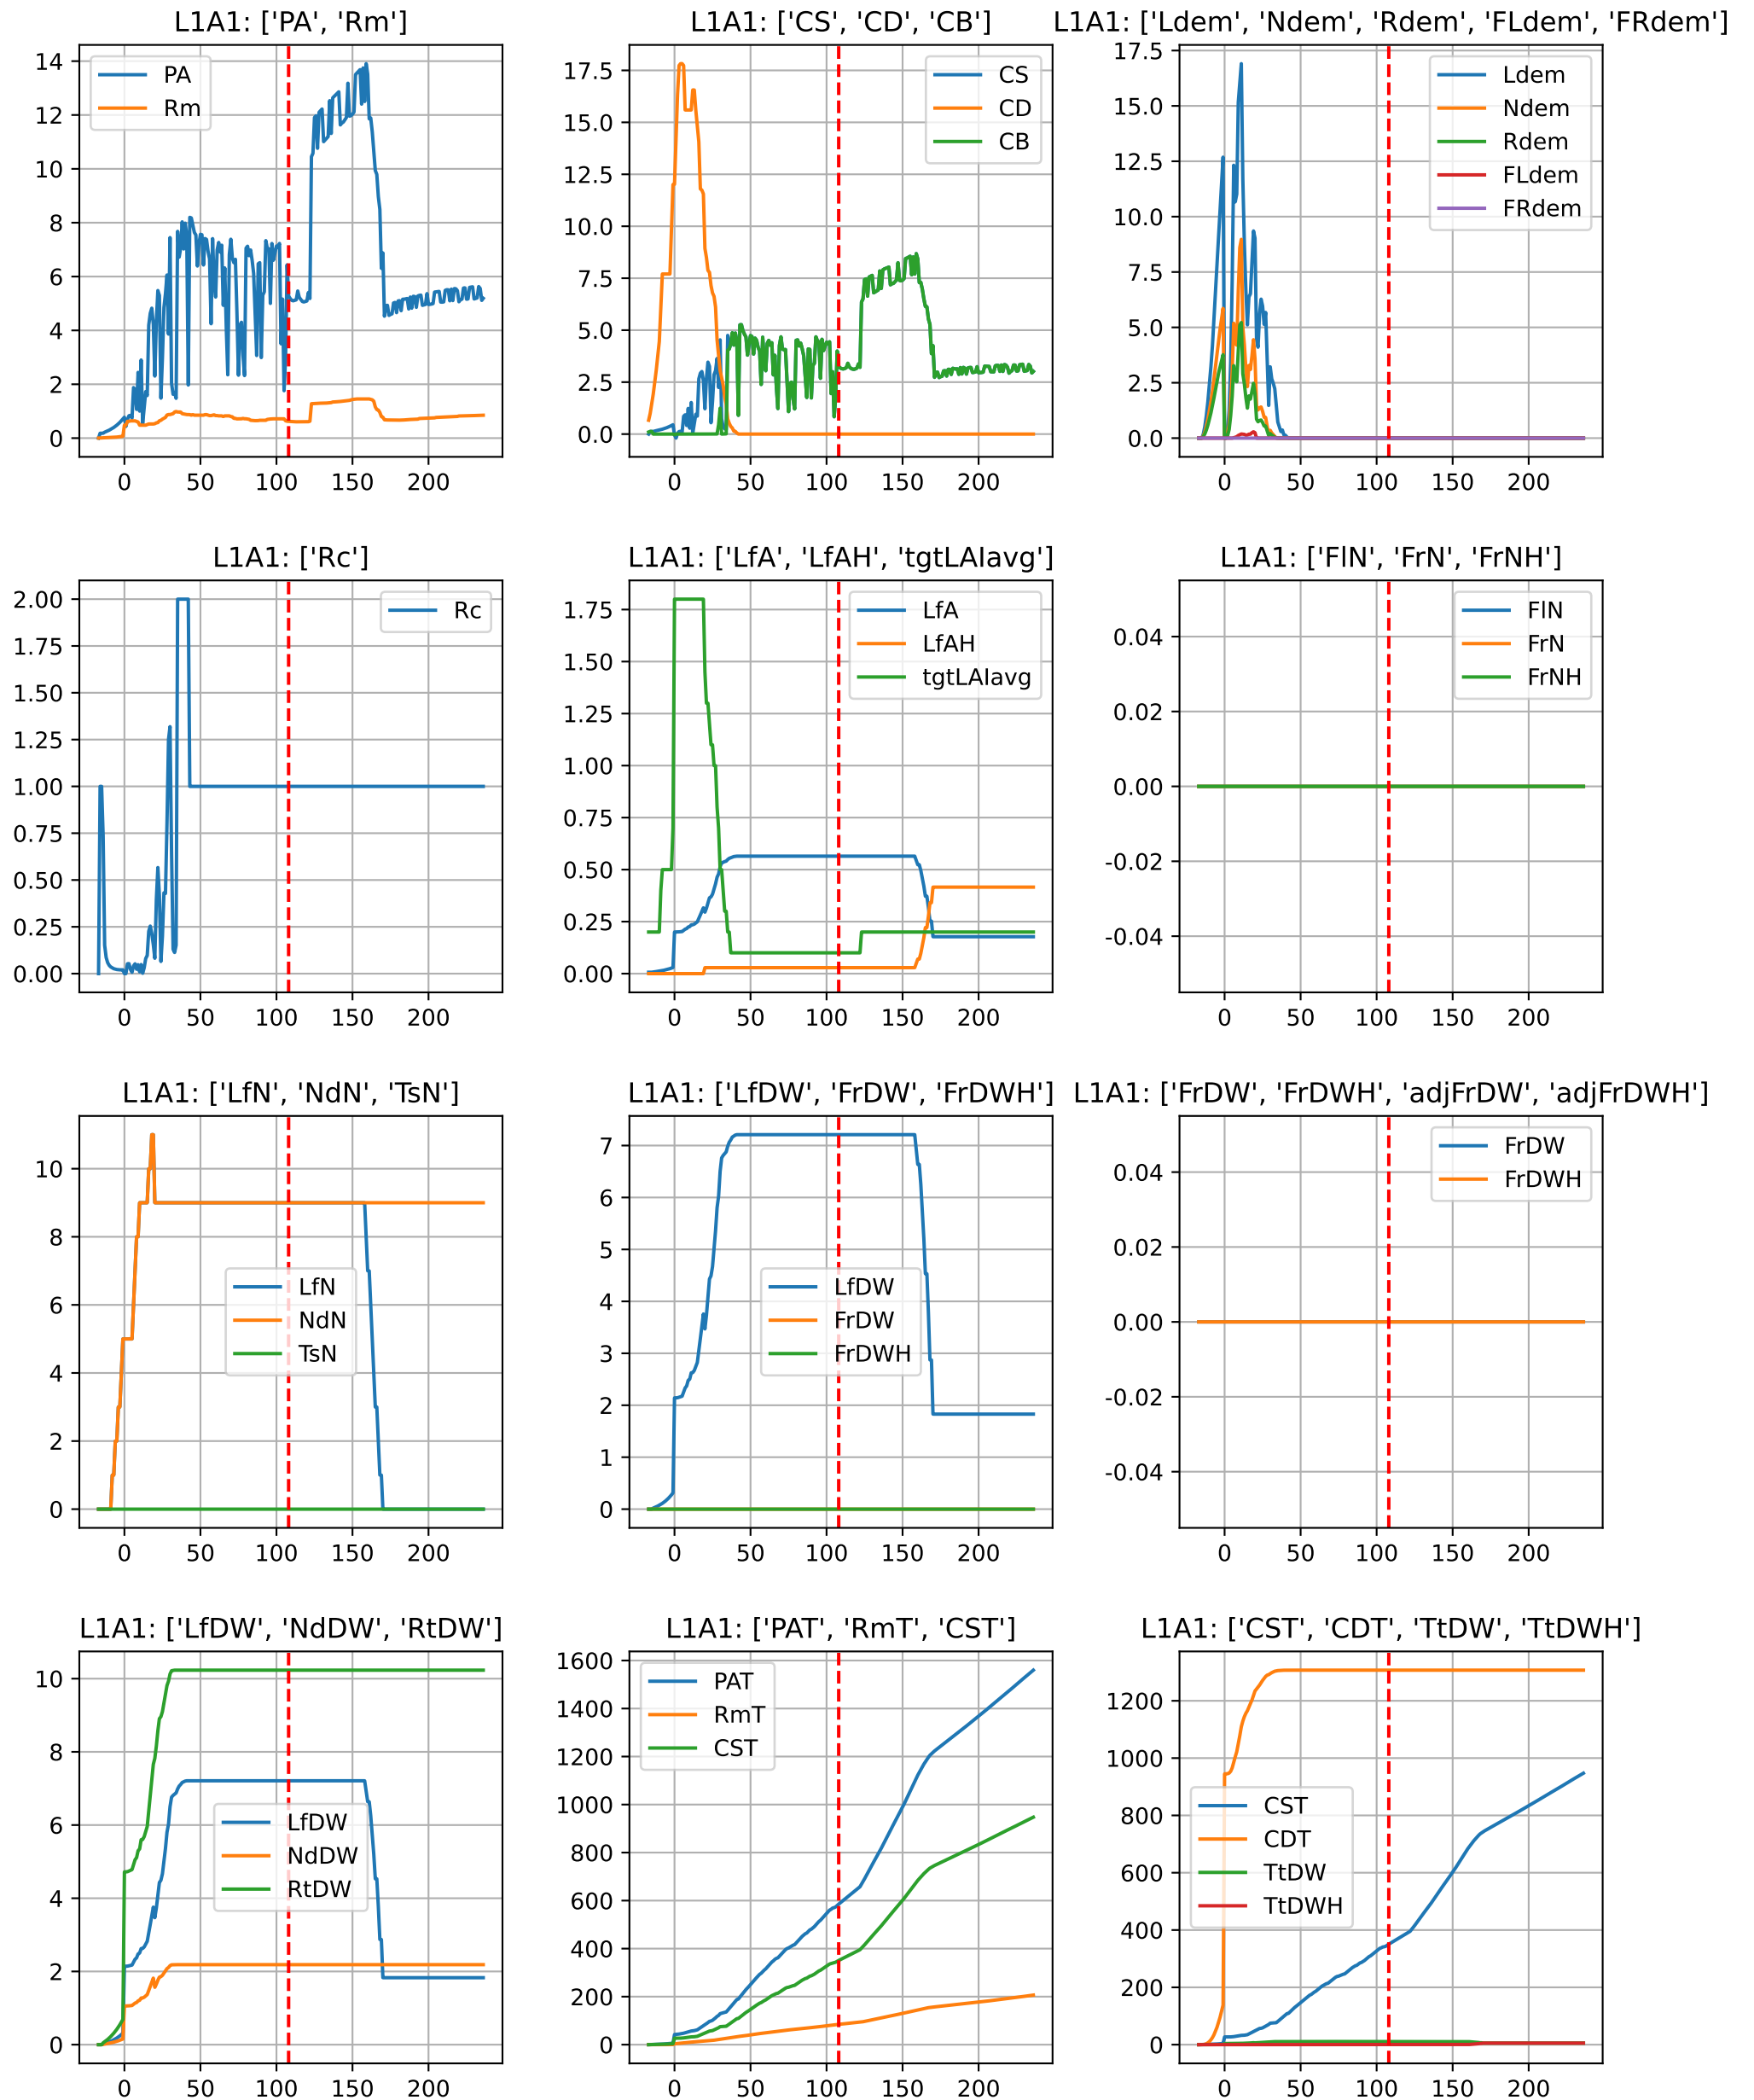 L1A1: ['PA', 'Rm']
14
12
10
8
6
4
2
0
0 50 100 150 200
PA
Rm
L1A1: ['CS', 'CD', 'CB']
17.5
15.0
12.5
10.0
7.5
5.0
2.5
0.0
0 50 100 150 200
CS
CD
CB
L1A1: ['Ldem', 'Ndem', 'Rdem', 'FLdem', 'FRdem']
17.5
15.0
12.5
10.0
7.5
5.0
2.5
0.0
0 50 100 150 200
Ldem
Ndem
Rdem
FLdem
FRdem
L1A1: ['Rc']
2.00
1.75
1.50
1.25
1.00
0.75
0.50
0.25
0.00
0 50 100 150 200
Rc
L1A1: ['LfA', 'LfAH', 'tgtLAIavg']
1.75
1.50
1.25
1.00
0.75
0.50
0.25
0.00
0 50 100 150 200
LfA
LfAH
tgtLAIavg
L1A1: ['FlN', 'FrN', 'FrNH']
0.04
0.02
0.00
-0.02
-0.04
0 50 100 150 200
FlN
FrN
FrNH
L1A1: ['LfN', 'NdN', 'TsN']
10
8
6
4
2
0
0 50 100 150 200
LfN
NdN
TsN
L1A1: ['LfDW', 'FrDW', 'FrDWH']
7
6
5
4
3
2
1
0
0 50 100 150 200
LfDW
FrDW
FrDWH
L1A1: ['FrDW', 'FrDWH', 'adjFrDW', 'adjFrDWH']
0.04
0.02
0.00
-0.02
-0.04
0 50 100 150 200
FrDW
FrDWH
L1A1: ['LfDW', 'NdDW', 'RtDW']
10
8
6
4
2
0
0 50 100 150 200
LfDW
NdDW
RtDW
L1A1: ['PAT', 'RmT', 'CST']
1600
1400
1200
1000
800
600
400
200
0
0 50 100 150 200
PAT
RmT
CST
L1A1: ['CST', 'CDT', 'TtDW', 'TtDWH']
1200
1000
800
600
400
200
0
0 50 100 150 200
CST
CDT
TtDW
TtDWH